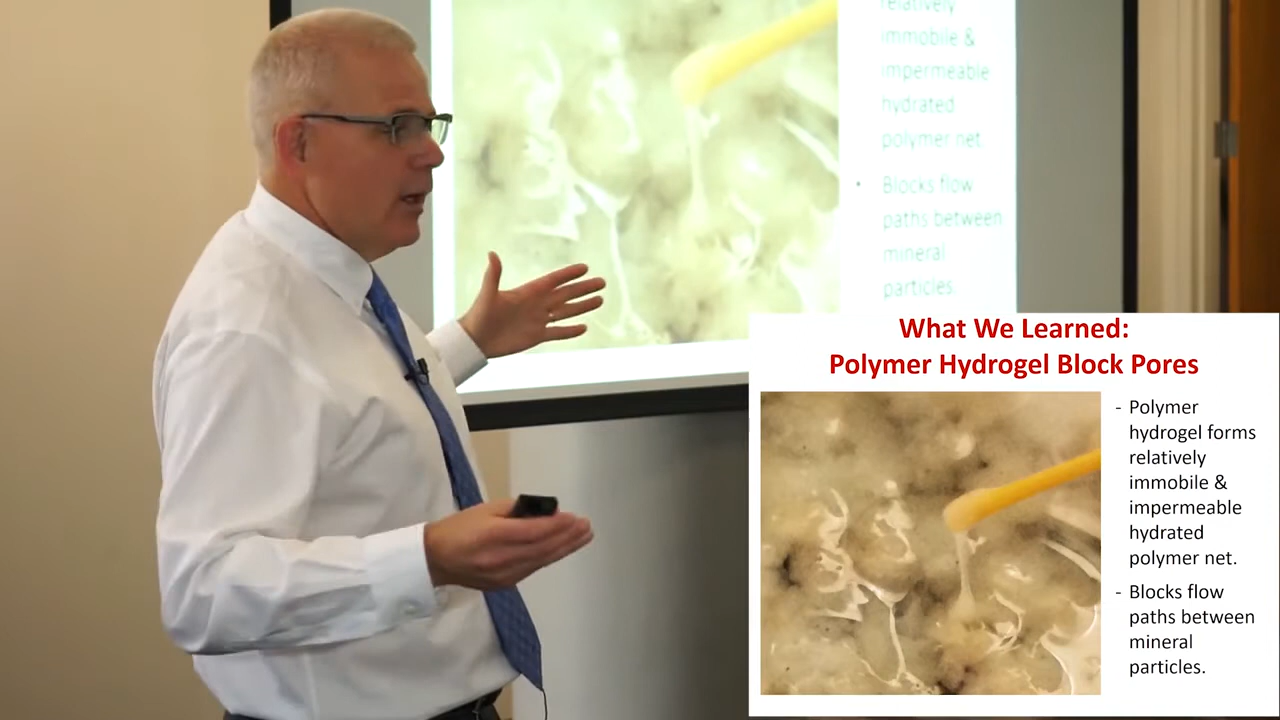 relatively
immobile &
impermeable
hydrated
polymer net.
• Blocks flow
paths between
mineral
particles.
What We Learned:
Polymer Hydrogel Block Pores
- Polymer
hydrogel forms
relatively
immobile &
impermeable
hydrated
polymer net.
- Blocks flow
paths between
mineral
particles.